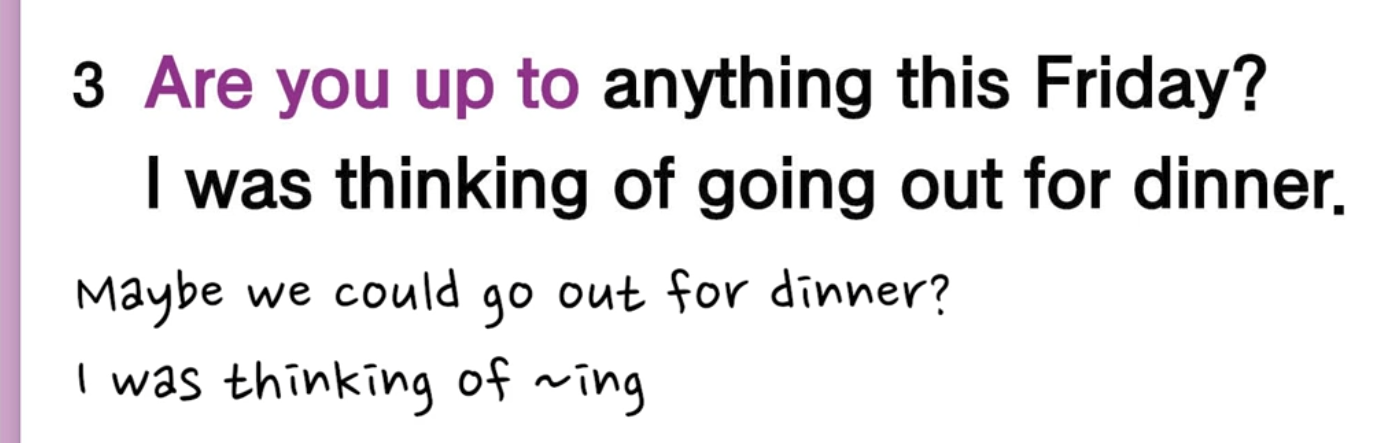 3 Are you up to anything this Friday?
I was thinking of going out for dinner.
Maybe we could go out for dinner?
I was thinking of ~ing